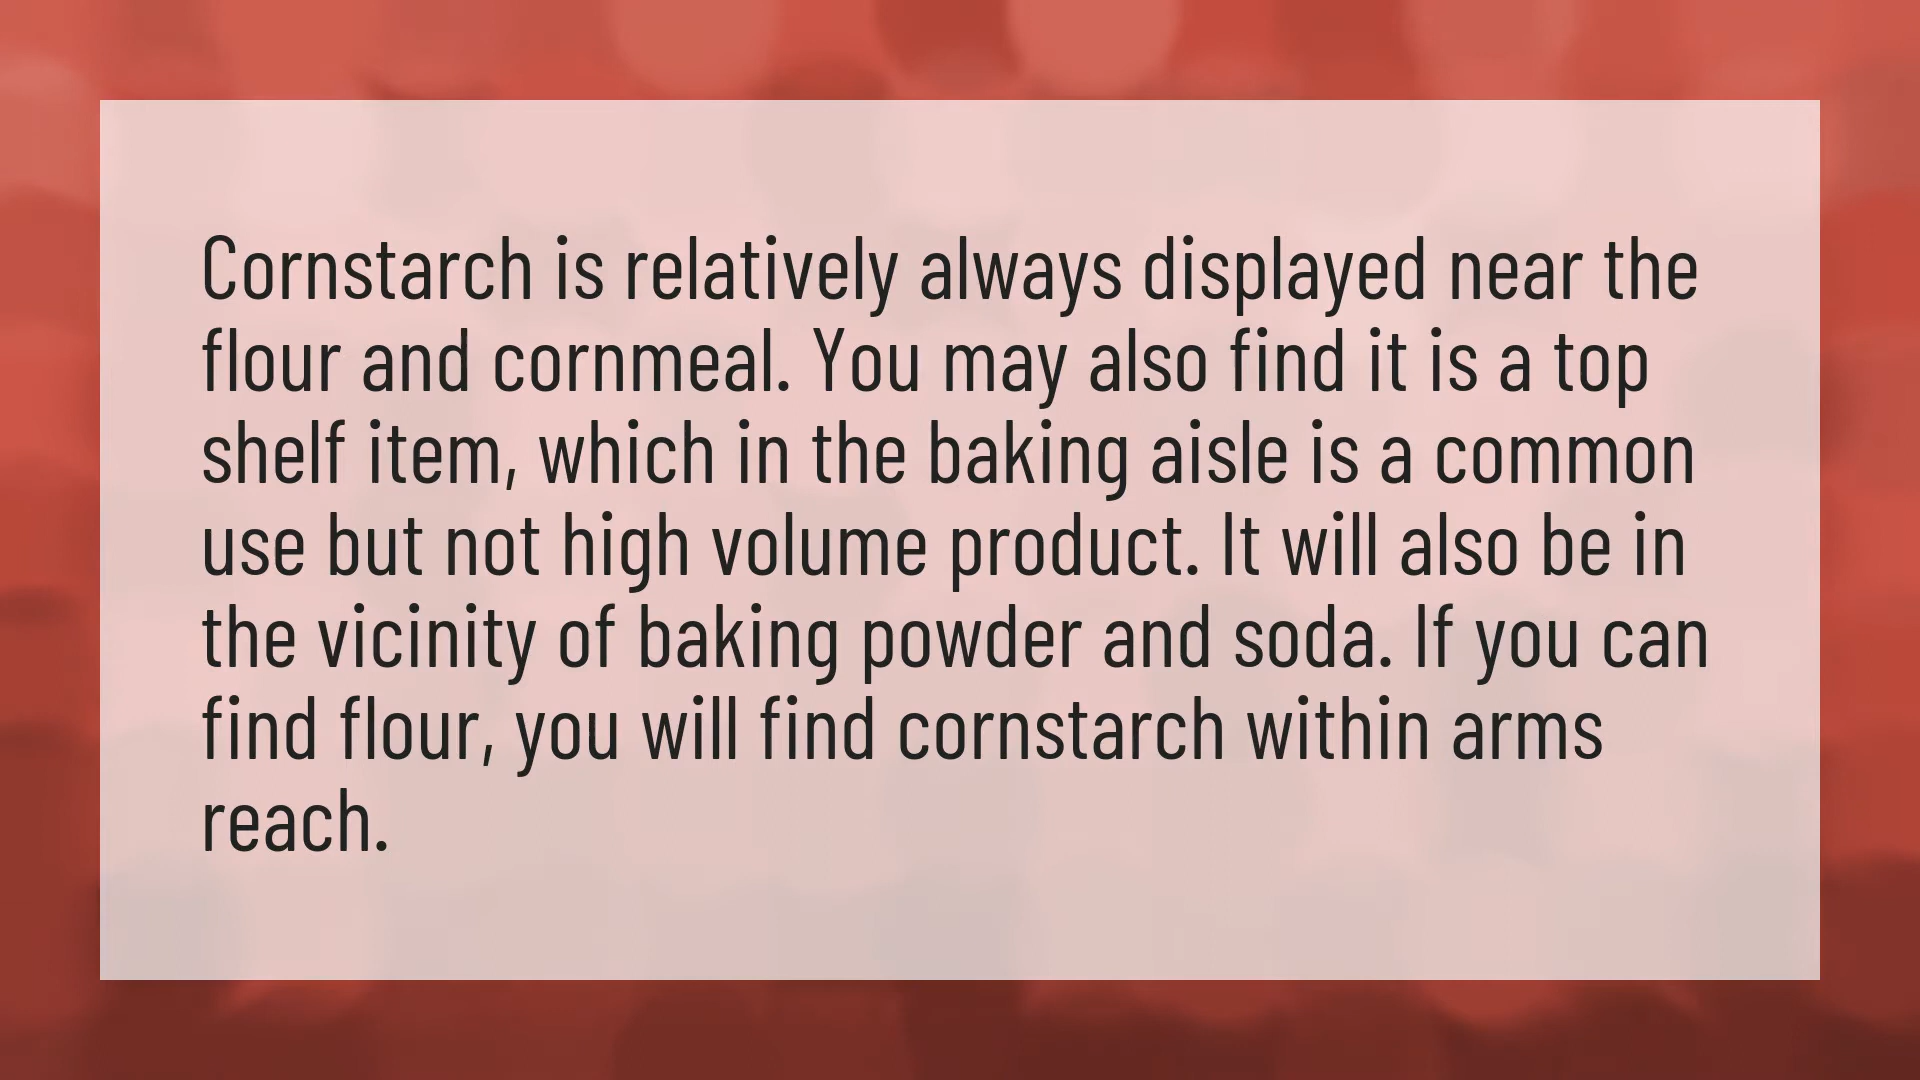 Cornstarch is relatively always displayed near the
flour and cornmeal. You may also find it is a top
shelf item, which in the baking aisle is a common
use but not high volume product. It will also be in
the vicinity of baking powder and soda. If you can
find flour, you will find cornstarch within arms
reach.